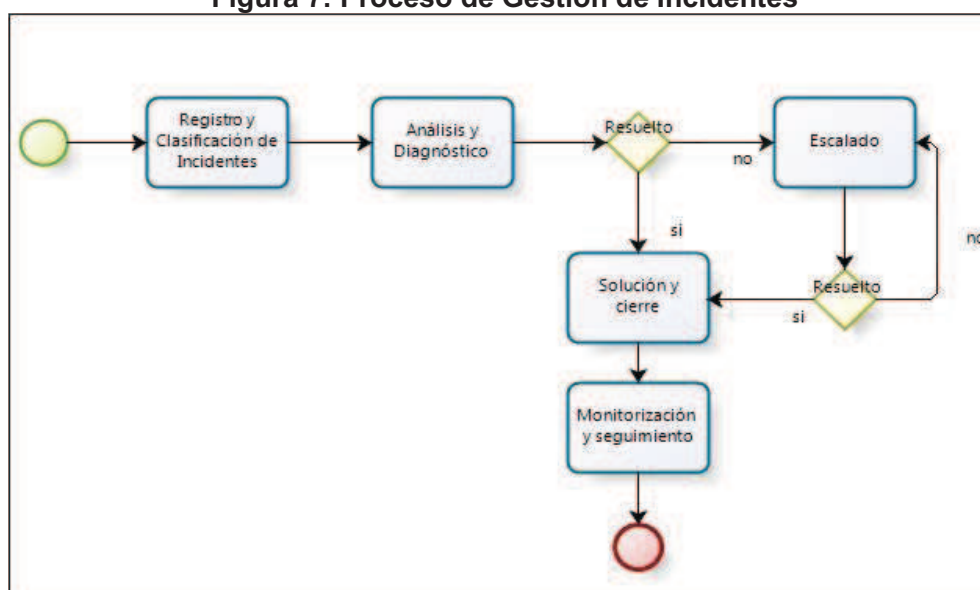 Figura 7: Proceso de Gestión de Incidentes
Registro y
Clasificación de
Incidentes
Análisis y
Diagnóstico
Resuelto
no
Escalado
si
no
Solución y
cierre
Resuelto
si
Monitorización
y seguimiento